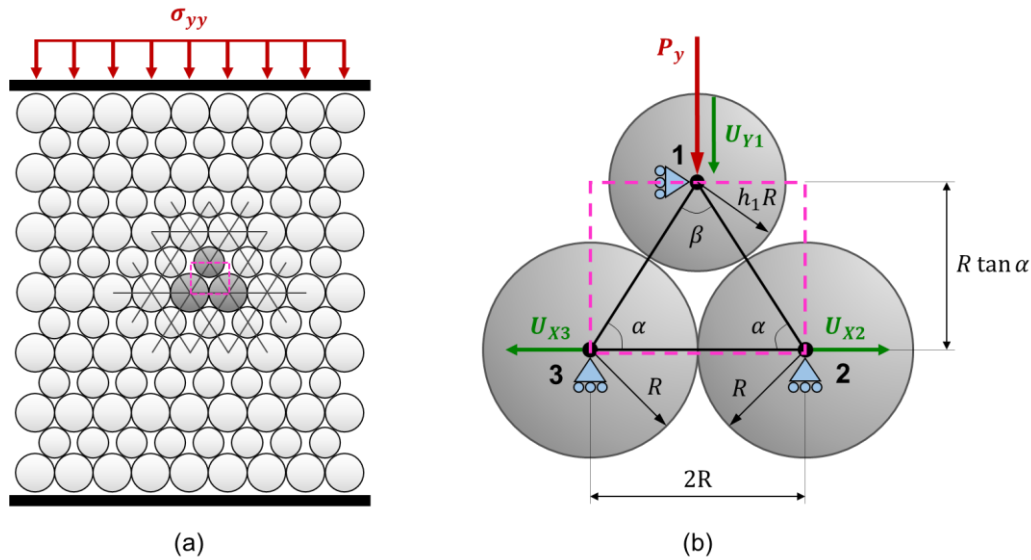 σyy
(a)
Py
UY1
1
h₁R
β
R tan α
UX3
α
α
UX2
3
2
R
R
2R
(b)